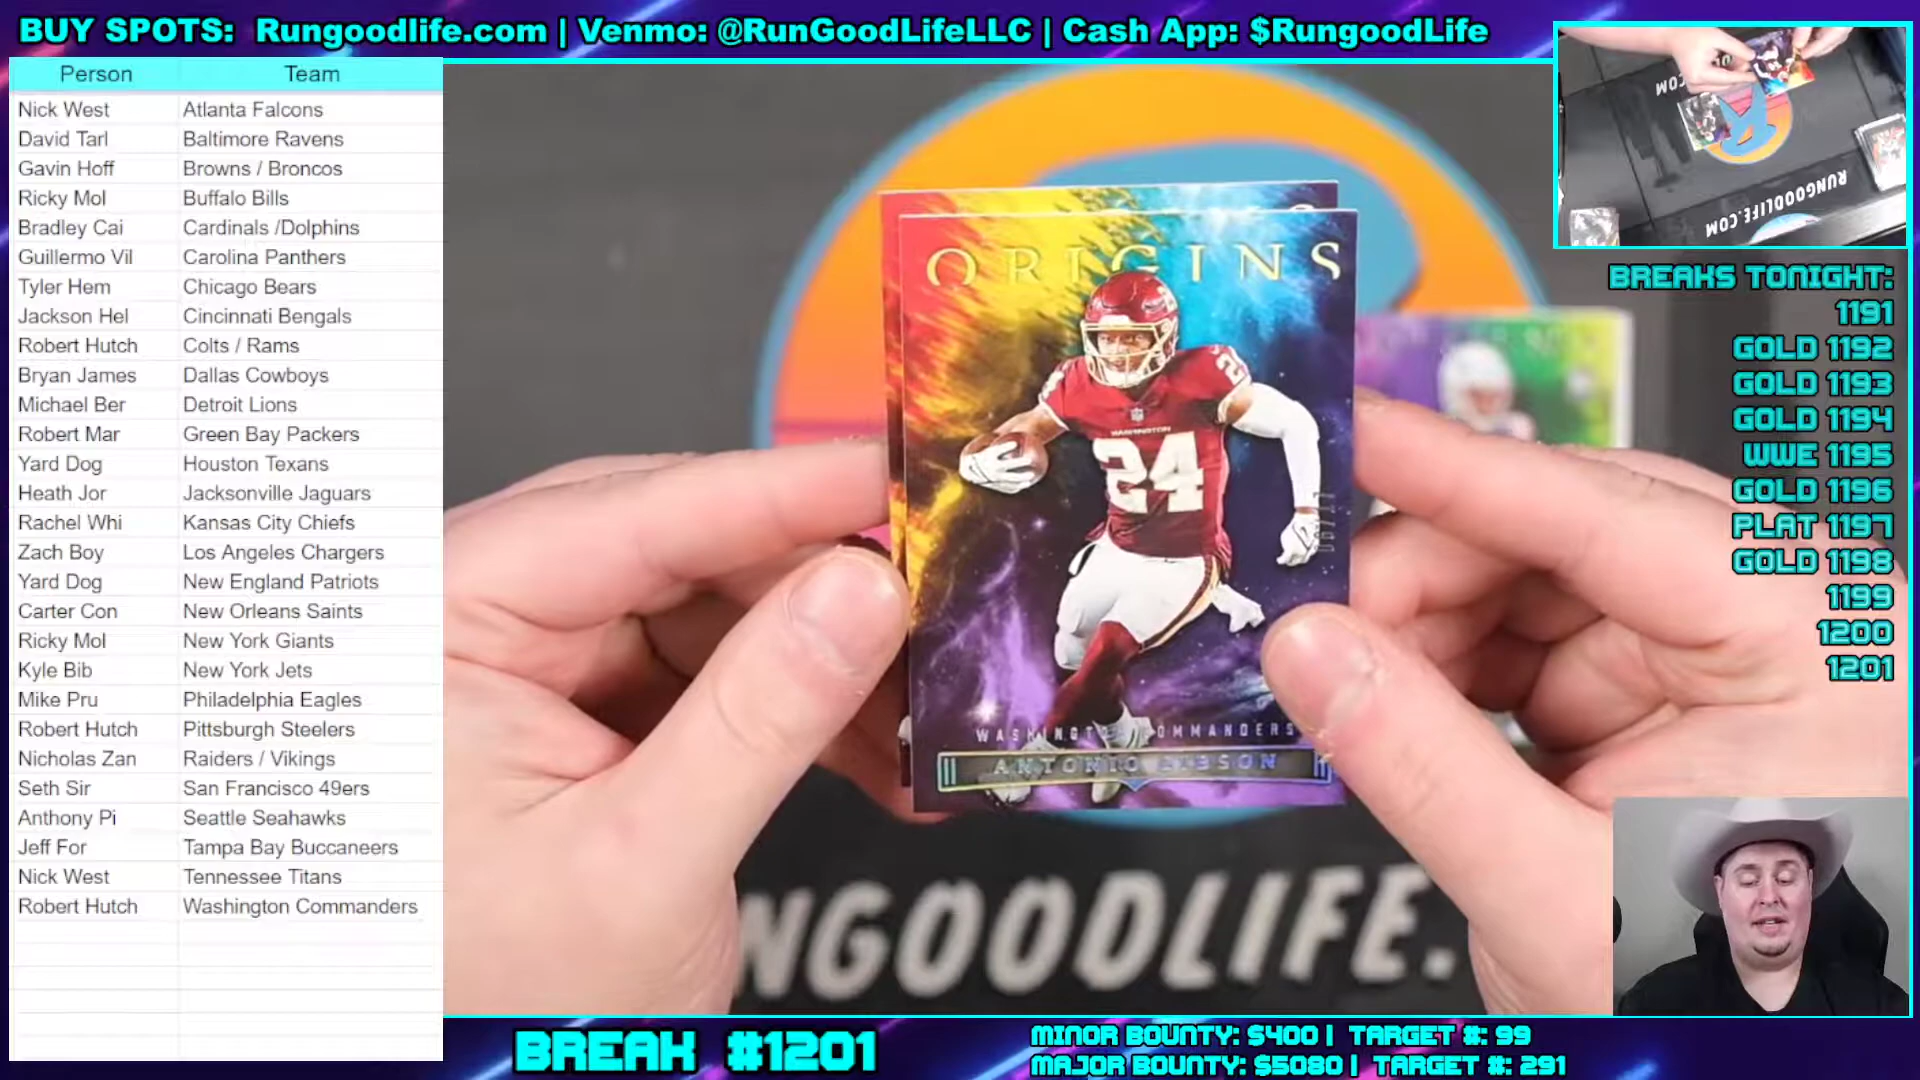 BUY SPOTS: Rungoodlife.com | Venmo: @RunGoodLifeLLC | Cash App: $RungoodLife
Person Team
Nick West Atlanta Falcons
David Tarl Baltimore Ravens
Gavin Hoff Browns / Broncos
Ricky Mol Buffalo Bills
Bradley Cai Cardinals /Dolphins
Guillermo Vil Carolina Panthers
Tyler Hem Chicago Bears
Jackson Hel Cincinnati Bengals
Robert Hutch Colts / Rams
Bryan James Dallas Cowboys
Michael Ber Detroit Lions
Robert Mar Green Bay Packers
Yard Dog Houston Texans
Heath Jor Jacksonville Jaguars
Rachel Whi Kansas City Chiefs
Zach Boy Los Angeles Chargers
Yard Dog New England Patriots
Carter Con New Orleans Saints
Ricky Mol New York Giants
Kyle Bib New York Jets
Mike Pru Philadelphia Eagles
Robert Hutch Pittsburgh Steelers
Nicholas Zan Raiders / Vikings
Seth Sir San Francisco 49ers
Anthony Pi Seattle Seahawks
Jeff For Tampa Bay Buccaneers
Nick West Tennessee Titans
Robert Hutch Washington Commanders
ORIGINS
24
WASHINGTON
24
WASHINGTON COMMANDERS
ANTONIO GIBSON
NGOODLIFE.
RUNGOODLIFE.COM
BREAKS TONIGHT:
1191
GOLD 1192
GOLD 1193
GOLD 1194
WWE 1195
GOLD 1196
PLAT 1197
GOLD 1198
1199
1200
1201
BREAK #1201
MINOR BOUNTY: $400 | TARGET #: 99
MAJOR BOUNTY: $5080 | TARGET #: 291